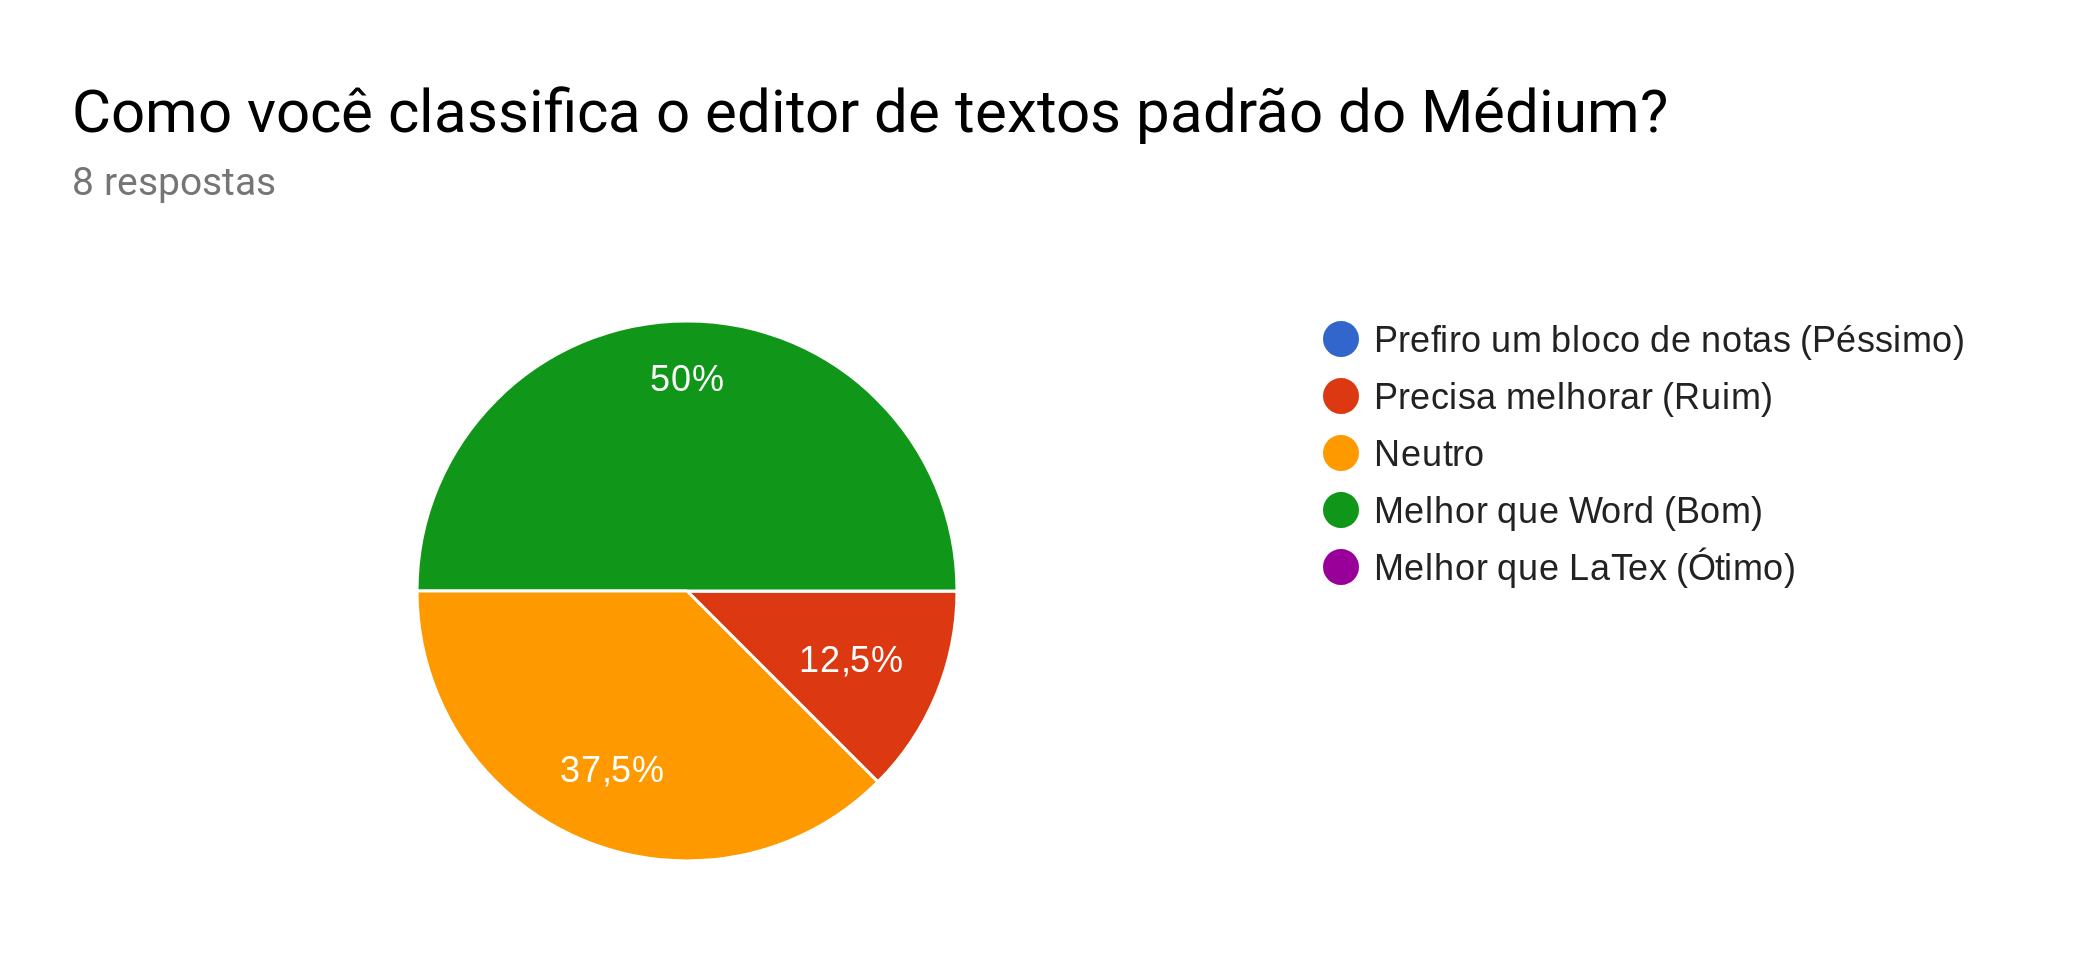 Como você classifica o editor de textos padrão do Médium?
8 respostas
50%
12,5%
37,5%
Prefiro um bloco de notas (Péssimo)
Precisa melhorar (Ruim)
Neutro
Melhor que Word (Bom)
Melhor que LaTex (Ótimo)